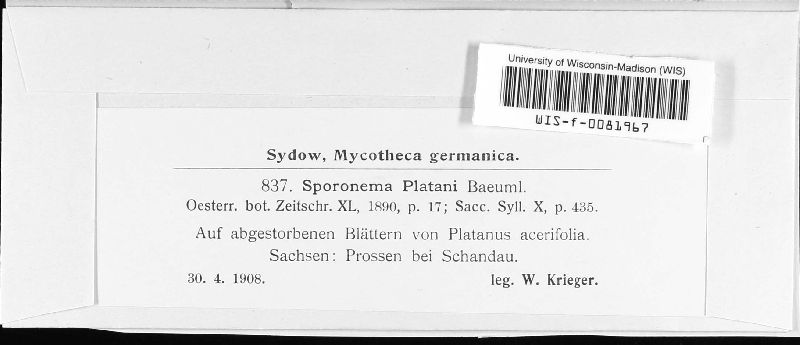 University of Wisconsin-Madison (WIS)
WIS-f-0081967
Sydow, Mycotheca germanica.
837. Sporonema Platani Baeuml.
Oesterr. bot. Zeitschr. XL, 1890, p. 17; Sacc. Syll. X, p. 435.
Auf abgestorbenen Blättern von Platanus acerifolia.
Sachsen: Prossen bei Schandau.
30. 4. 1908. leg. W. Krieger.